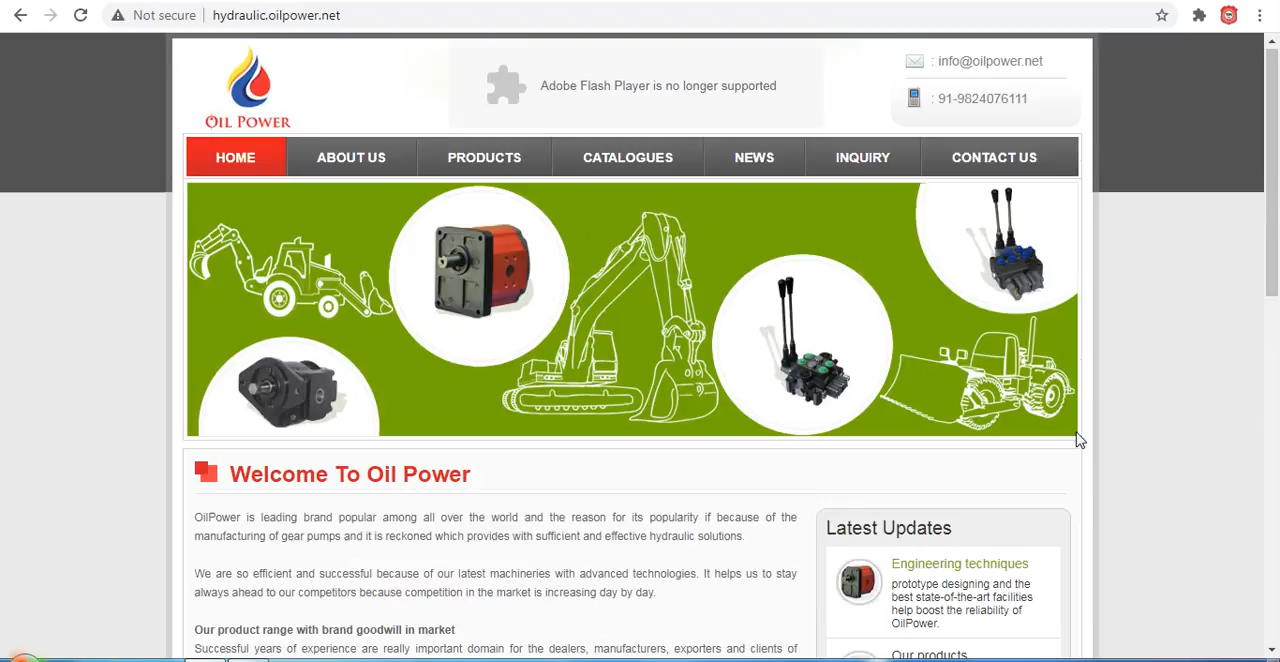 Not secure
hydraulic.oilpower.net
OIL POWER
Adobe Flash Player is no longer supported
: info@oilpower.net
: 91-9824076111
HOME
ABOUT US
PRODUCTS
CATALOGUES
NEWS
INQUIRY
CONTACT US
Welcome To Oil Power
OilPower is leading brand popular among all over the world and the reason for its popularity if because of the
manufacturing of gear pumps and it is reckoned which provides with sufficient and effective hydraulic solutions.
We are so efficient and successful because of our latest machineries with advanced technologies. It helps us to stay
always ahead to our competitors because competition in the market is increasing day by day.
Our product range with brand goodwill in market
Successful years of experience are really important domain for the dealers, manufacturers, exporters and clients of
Latest Updates
Engineering techniques
prototype designing and the
best state-of-the-art facilities
help boost the reliability of
OilPower.
Our products